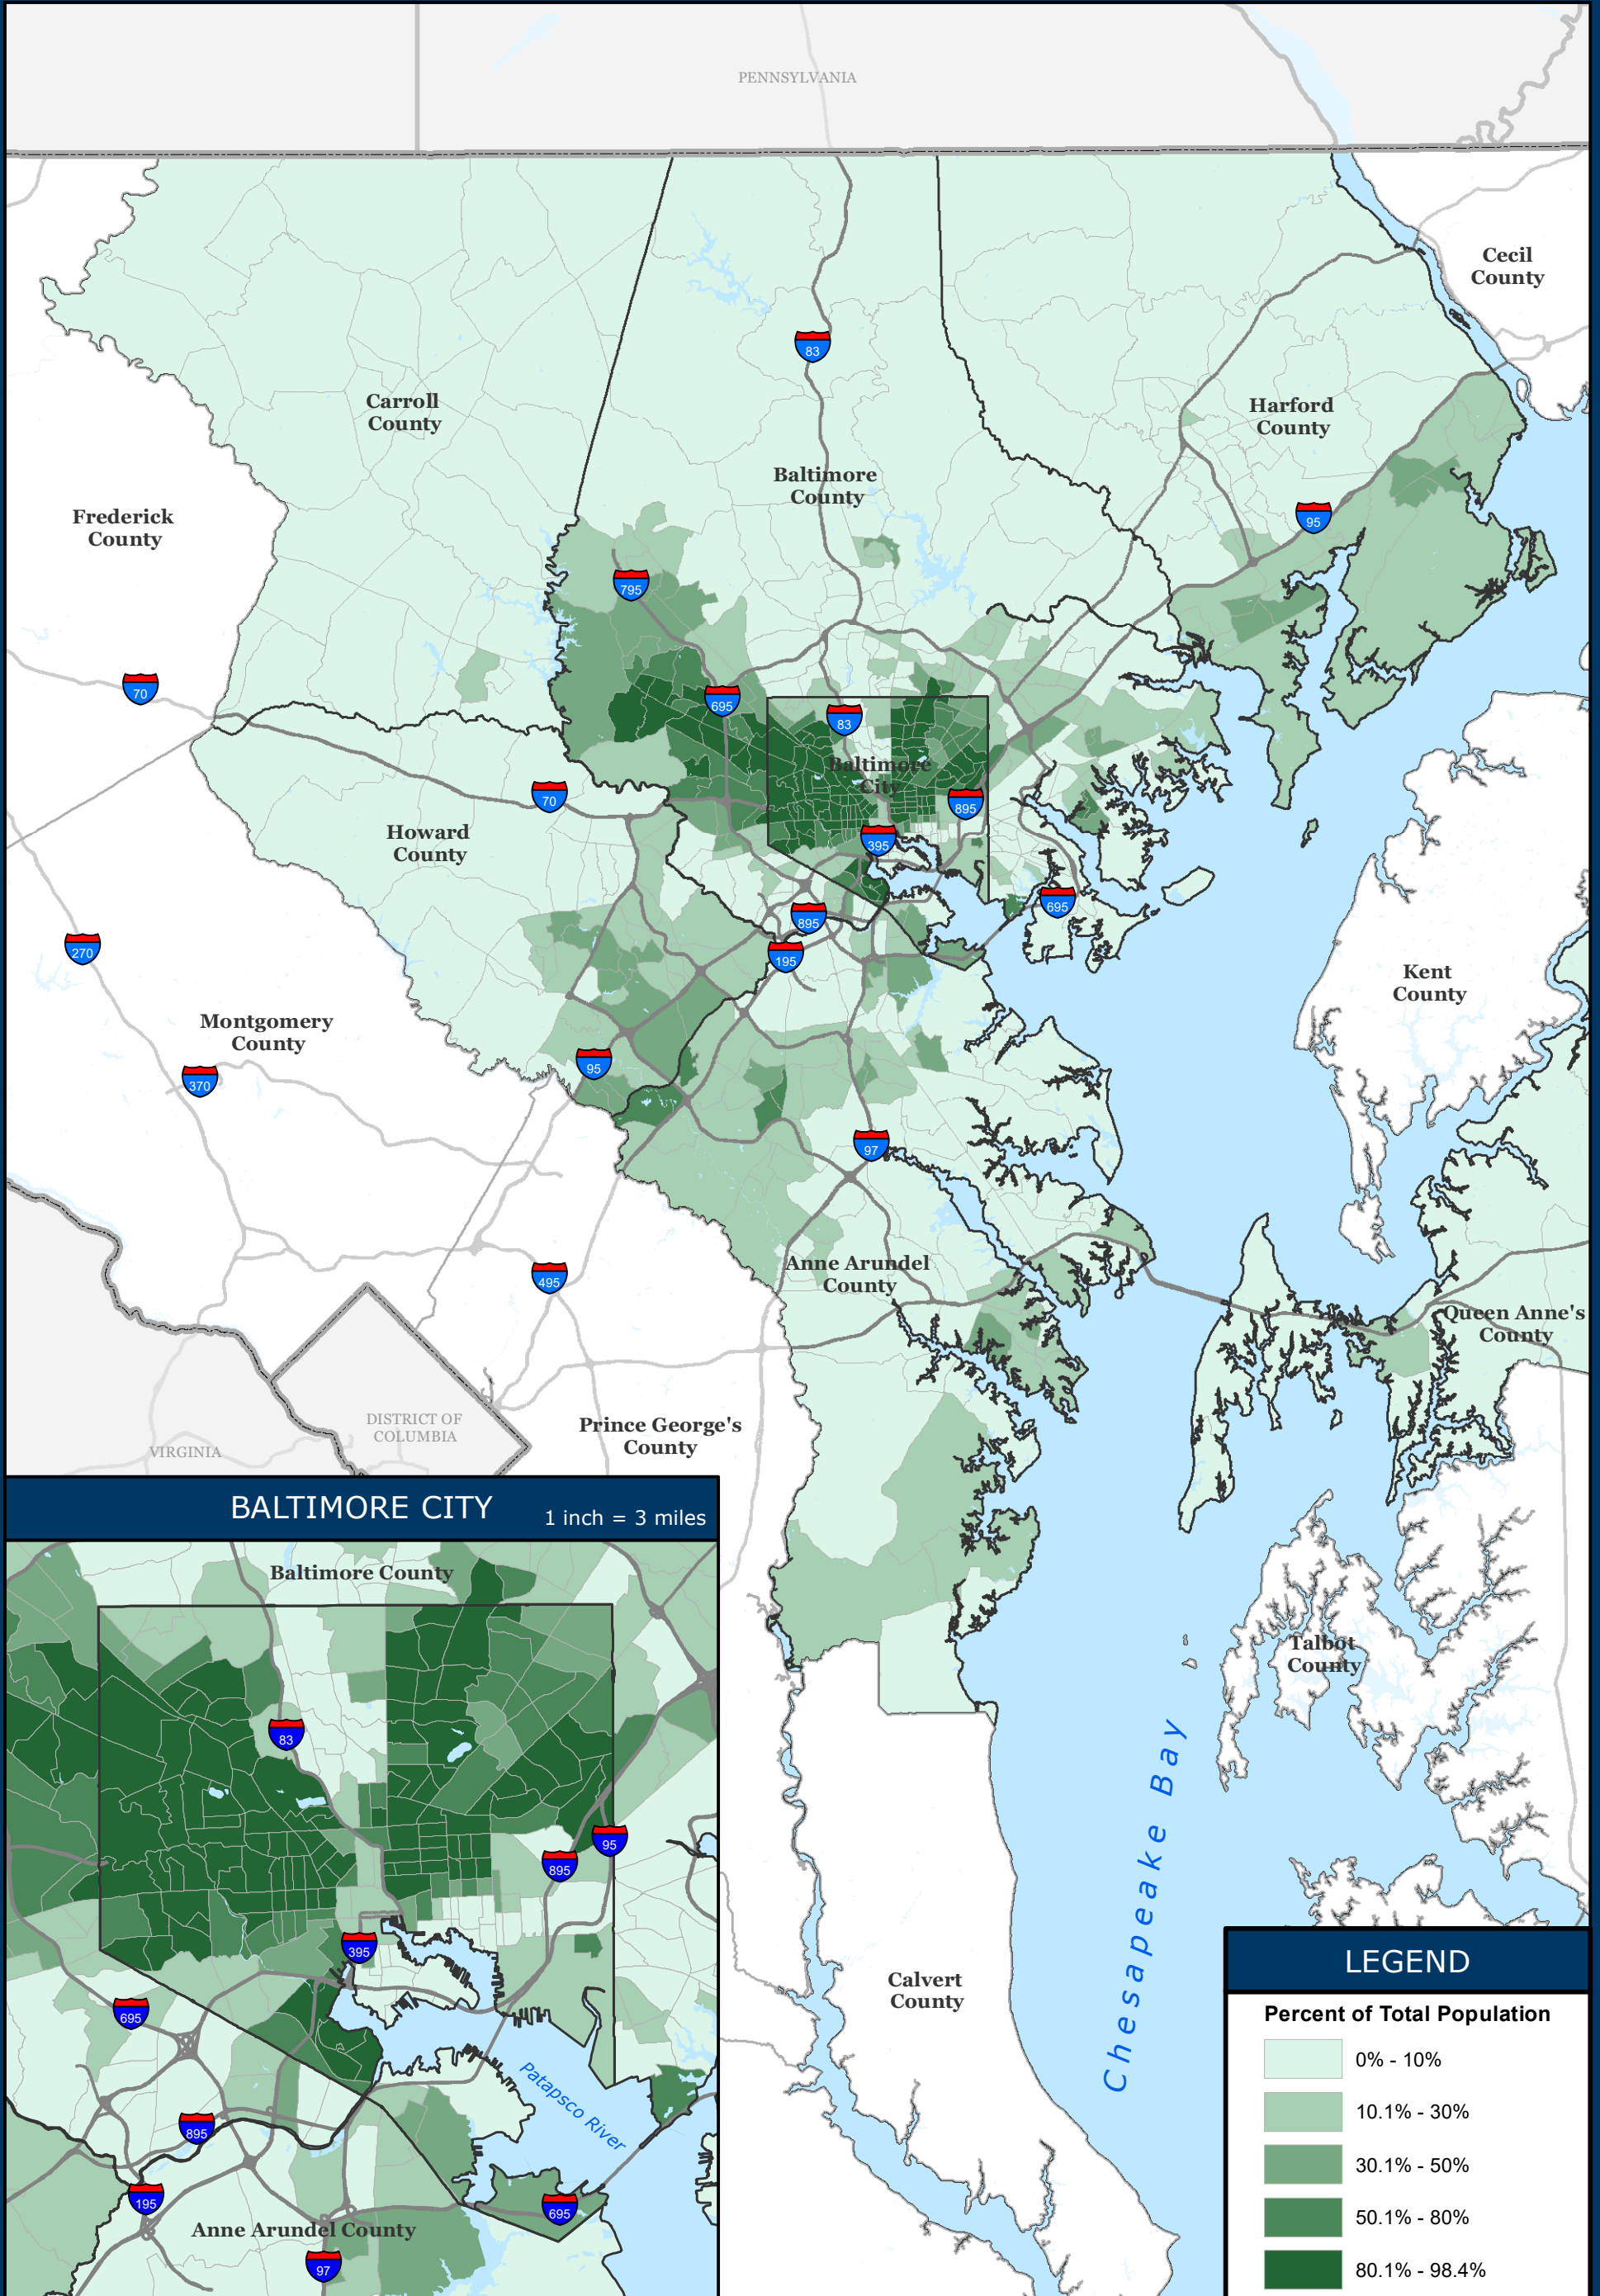 PENNSYLVANIA
Cecil
County
83
Carroll
County
Harford
County
Baltimore
County
Frederick
County
95
795
70
695
83
Baltimore
City
70
895
Howard
County
395
695
895
270
195
Kent
County
Montgomery
County
95
370
97
Anne Arundel
County
495
Queen Anne's
County
DISTRICT OF
COLUMBIA
VIRGINIA
Prince George's
County
Talbot
County
Chesapeake Bay
Calvert
County
BALTIMORE CITY
1 inch = 3 miles
Baltimore County
83
95
895
395
695
Patapsco River
895
195
695
Anne Arundel County
97
LEGEND
Percent of Total Population
0% - 10%
10.1% - 30%
30.1% - 50%
50.1% - 80%
80.1% - 98.4%